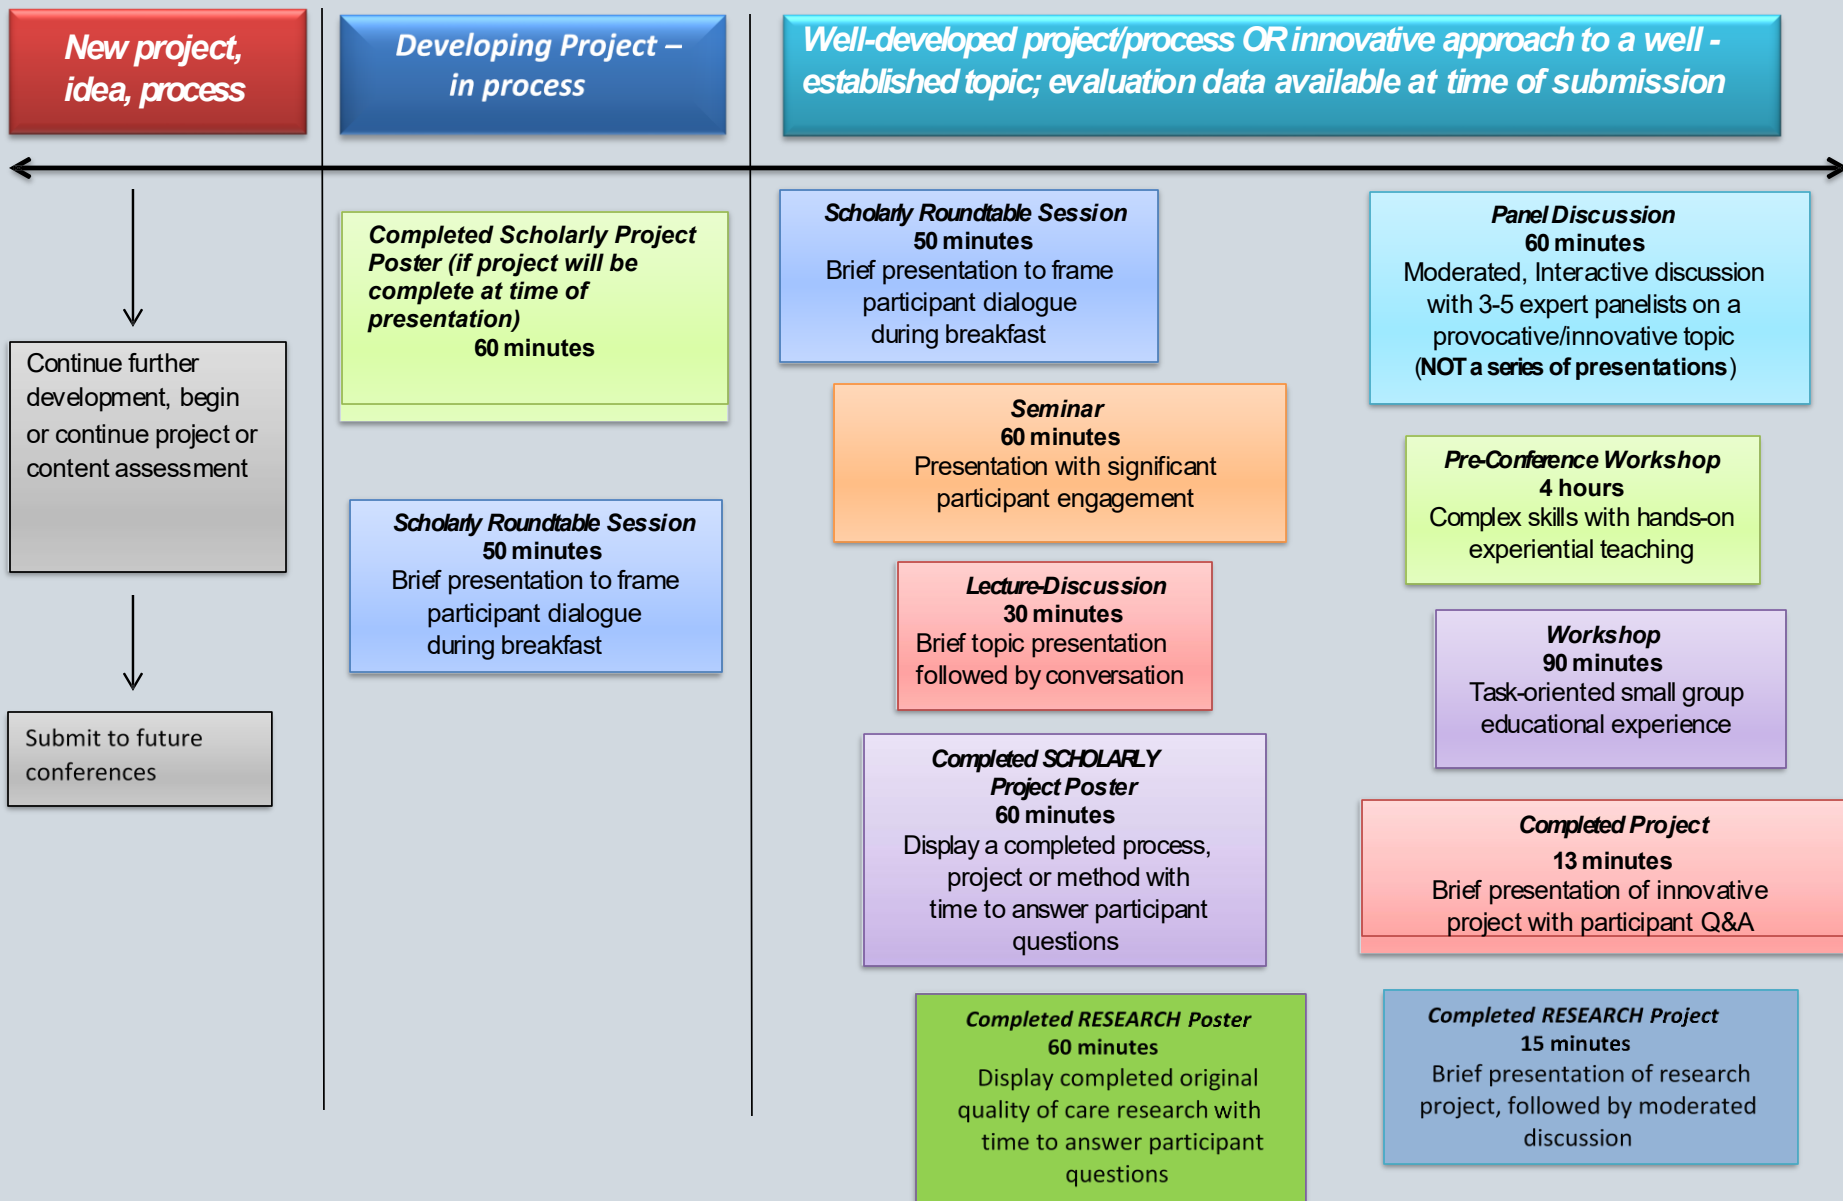 New project,
idea, process
Developing Project –
in process
Well-developed project/process OR innovative approach to a well -
established topic; evaluation data available at time of submission
Continue further
development, begin
or continue project or
content assessment
Submit to future
conferences
Completed Scholarly Project
Poster (if project will be
complete at time of
presentation)
60 minutes
Scholarly Roundtable Session
50 minutes
Brief presentation to frame
participant dialogue
during breakfast
Scholarly Roundtable Session
50 minutes
Brief presentation to frame
participant dialogue
during breakfast
Seminar
60 minutes
Presentation with significant
participant engagement
Lecture-Discussion
30 minutes
Brief topic presentation
followed by conversation
Completed SCHOLARLY
Project Poster
60 minutes
Display a completed process,
project or method with
time to answer participant
questions
Completed RESEARCH Poster
60 minutes
Display completed original
quality of care research with
time to answer participant
questions
Panel Discussion
60 minutes
Moderated, Interactive discussion
with 3-5 expert panelists on a
provocative/innovative topic
(NOT a series of presentations)
Pre-Conference Workshop
4 hours
Complex skills with hands-on
experiential teaching
Workshop
90 minutes
Task-oriented small group
educational experience
Completed Project
13 minutes
Brief presentation of innovative
project with participant Q&A
Completed RESEARCH Project
15 minutes
Brief presentation of research
project, followed by moderated
discussion